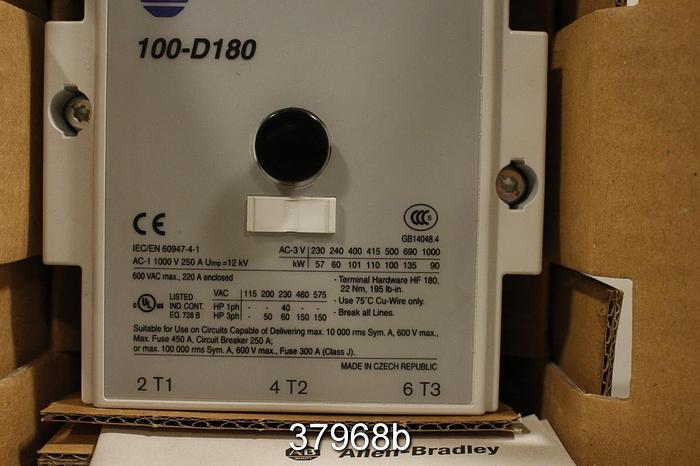 100-D180
CE
IEC/EN 60947-4-1
AC-1 1000 V 250 A Uimp =12 kV
CCC S
GB14048.4
AC-3 V 230 240 400 415 500 690 1000
kW 57 60 101 110 100 135 90
600 VAC max., 220 A enclosed
c UL us LISTED IND. CONT. EQ. 728 B
VAC 115 200 230 460 575
HP 1ph - - 40 - -
HP 3ph - 50 60 150 150
- Terminal Hardware HF 180,
22 Nm, 195 lb-in.
- Use 75°C Cu-Wire only.
- Break all Lines.
Suitable for Use on Circuits Capable of Delivering max. 10 000 rms Sym. A, 600 V max.,
Max. Fuse 450 A, Circuit Breaker 250 A;
or max. 100 000 rms Sym. A, 600 V max., Fuse 300 A (Class J).
MADE IN CZECH REPUBLIC
2 T1 4 T2 6 T3
37968b
AB Allen-Bradley